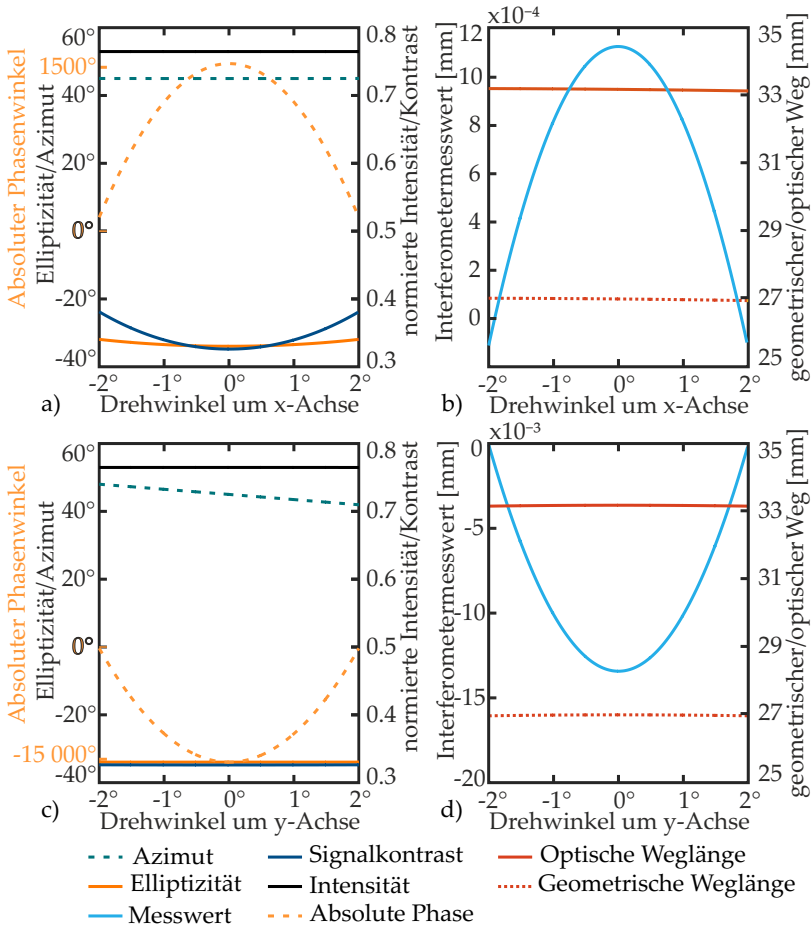 Absoluter Phasenwinkel
Elliptizität/Azimut
60°
1500°
40°
20°
0°
-20°
-40°
0.8
0.7
0.6
0.5
0.4
0.3
normierte Intensität/Kontrast
-2° -1° 0° 1° 2°
a) Drehwinkel um x-Achse
x10⁻⁴
Interferometermesswert [mm]
12
10
8
6
4
2
0
35
33
31
29
27
25
geometrischer/optischer Weg [mm]
-2° -1° 0° 1° 2°
b) Drehwinkel um x-Achse
Absoluter Phasenwinkel
Elliptizität/Azimut
60°
40°
20°
0°
-20°
-15 000°
-40°
0.8
0.7
0.6
0.5
0.4
0.3
normierte Intensität/Kontrast
-2° -1° 0° 1° 2°
c) Drehwinkel um y-Achse
x10⁻³
Interferometermesswert [mm]
0
-5
-10
-15
-20
35
33
31
28
27
25
geometrischer/optischer Weg [mm]
-2° -1° 0° 1° 2°
d) Drehwinkel um y-Achse
Azimut Signalkontrast Optische Weglänge
Elliptizität Intensität Geometrische Weglänge
Messwert Absolute Phase